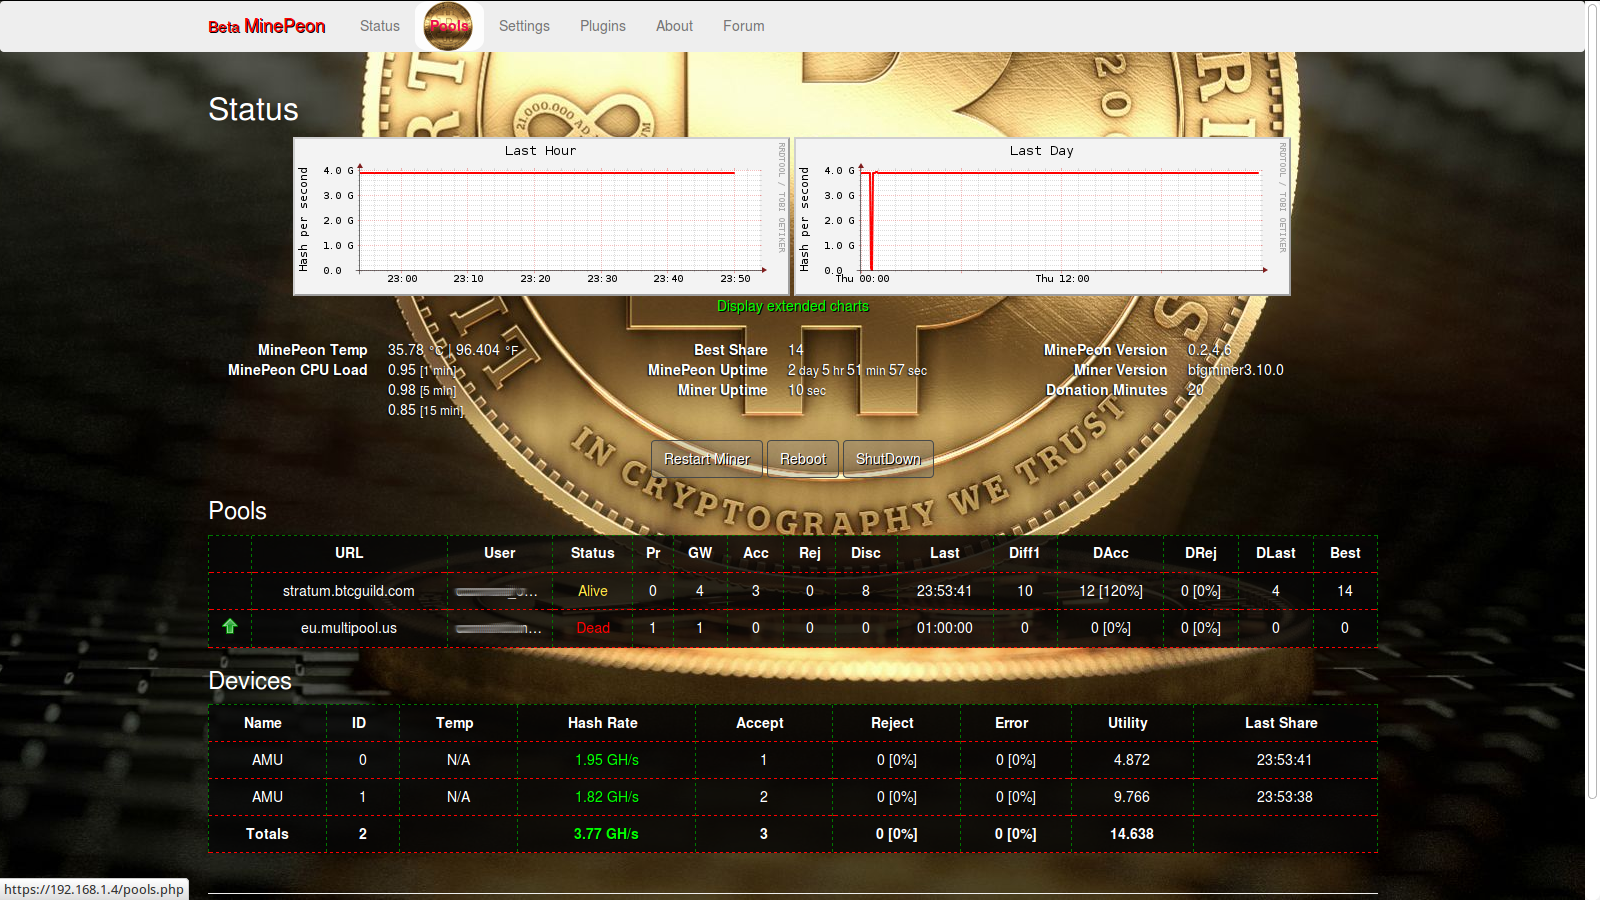 Beta MinePeon Status Pools Settings Plugins About Forum
Status
21.000.000
IN CRYPTOGRAPHY WE TRUST
Last Hour
Hash per second
4.0 G
3.0 G
2.0 G
1.0 G
0.0
23:00 23:10 23:20 23:30 23:40 23:50
RRDTOOL / TOBI OETIKER
Last Day
Hash per second
4.0 G
3.0 G
2.0 G
1.0 G
0.0
Thu 00:00 Thu 12:00
RRDTOOL / TOBI OETIKER
Display extended charts
MinePeon Temp 35.78 °C | 96.404 °F
MinePeon CPU Load 0.95 [1 min]
0.98 [5 min]
0.85 [15 min]
Best Share 14
MinePeon Uptime 2 day 5 hr 51 min 57 sec
Miner Uptime 10 sec
MinePeon Version 0.2.4.6
Miner Version bfgminer3.10.0
Donation Minutes 20
Restart Miner Reboot ShutDown
Pools
URL User Status Pr GW Acc Rej Disc Last Diff1 DAcc DRej DLast Best
stratum.btcguild.com Alive 0 4 3 0 8 23:53:41 10 12 [120%] 0 [0%] 4 14
eu.multipool.us Dead 1 1 0 0 0 01:00:00 0 0 [0%] 0 [0%] 0 0
Devices
Name ID Temp Hash Rate Accept Reject Error Utility Last Share
AMU 0 N/A 1.95 GH/s 1 0 [0%] 0 [0%] 4.872 23:53:41
AMU 1 N/A 1.82 GH/s 2 0 [0%] 0 [0%] 9.766 23:53:38
Totals 2 3.77 GH/s 3 0 [0%] 0 [0%] 14.638
https://192.168.1.4/pools.php